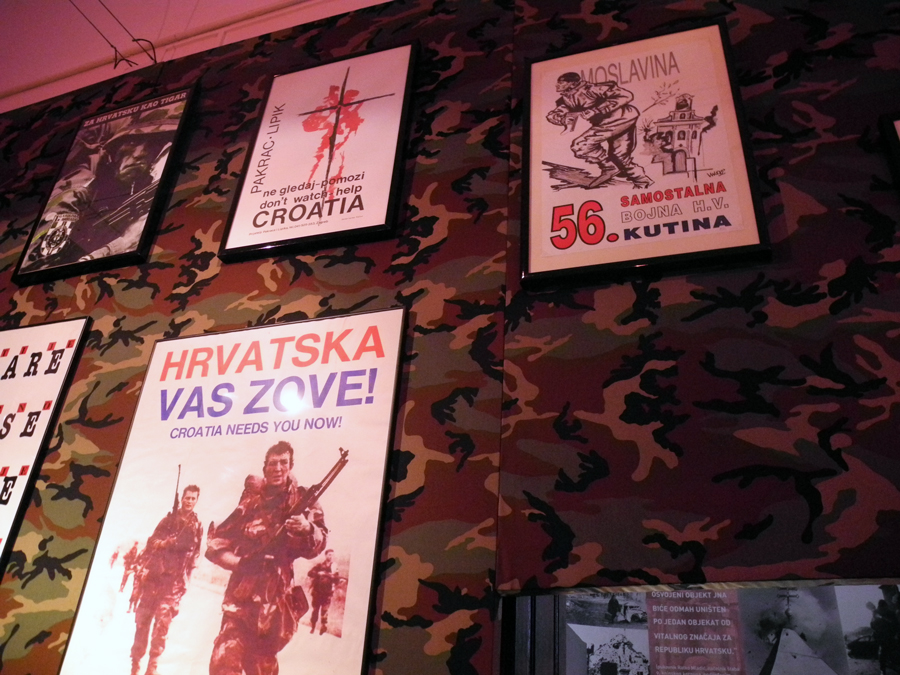 ZA HRVATSKU KAO TIGAR
PAKRAC·LIPIK
ne gledaj-pomozi
don't watch help
CROATIA
MOSLAVINA
56.
SAMOSTALNA
BOJNA H.V.
KUTINA
ARE
SE
E
HRVATSKA
VAS ZOVE!
CROATIA NEEDS YOU NOW!
OSVOJENI OBJEKT JNA
BIĆE ODMAH UNIŠTEN
PO JEDAN OBJEKAT OD
VITALNOG ZNAČAJA ZA
REPUBLIKU HRVATSKU."